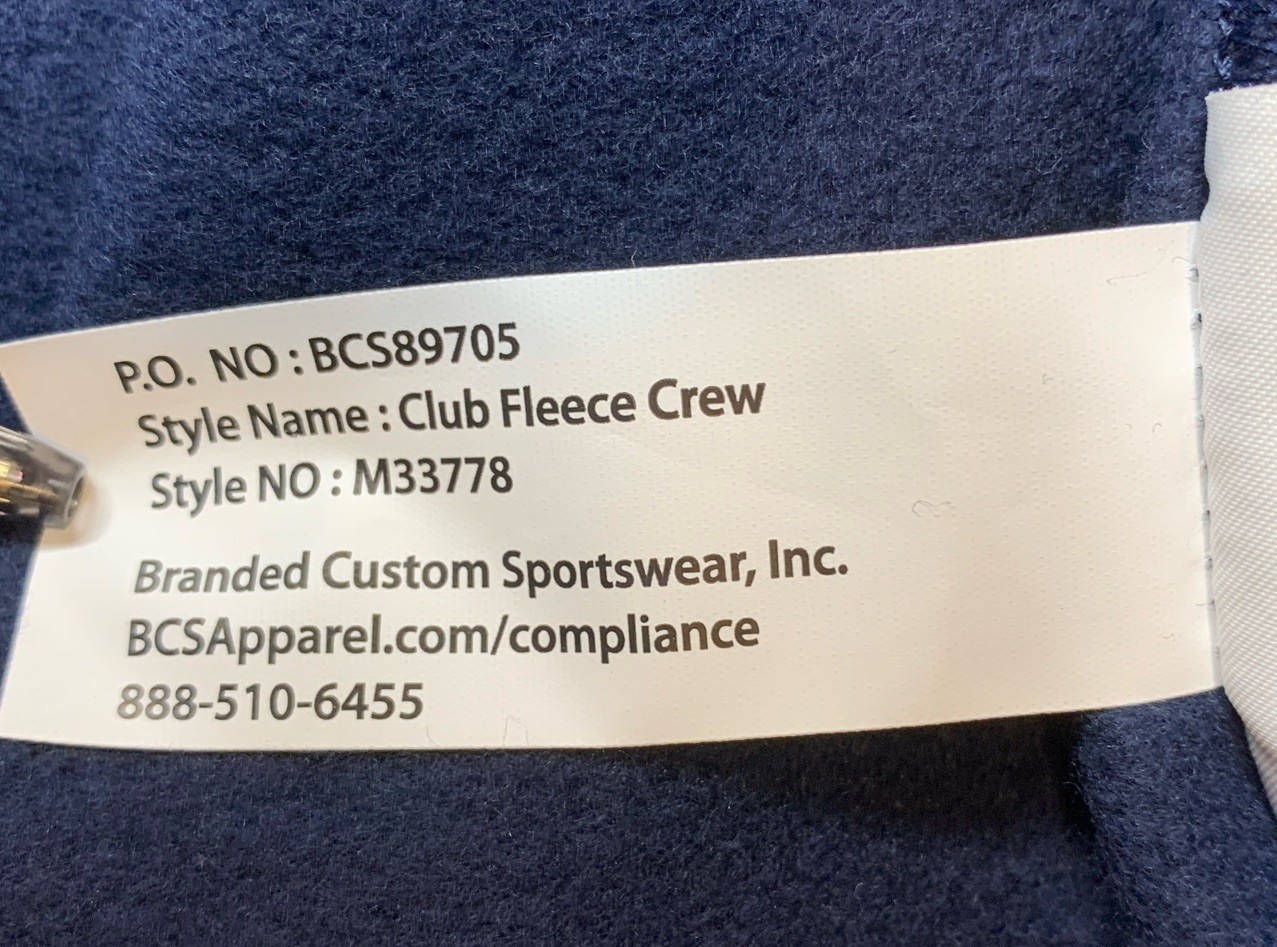 P.O. NO : BCS89705
Style Name : Club Fleece Crew
Style NO : M33778
Branded Custom Sportswear, Inc.
BCSApparel.com/compliance
888-510-6455